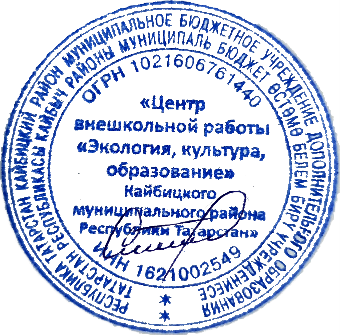 РЕСПУБЛИКА ТАТАРСТАН КАЙБИЦКИЙ РАЙОН МУНИЦИПАЛЬНОЕ БЮДЖЕТНОЕ УЧРЕЖДЕНИЕ ДОПОЛНИТЕЛЬНОГО ОБРАЗОВАНИЯ
ТАТАРСТАН РЕСПУБЛИКАСЫ КАЙБЫЧ РАЙОНЫ МУНИЦИПАЛЬ БЮДЖЕТ ӨСТӘМӘ БЕЛЕМ БИРҮ УЧРЕЖДЕНИЕСЕ
ОГРН 1021606761440
«Центр
внешкольной работы
«Экология, культура,
образование»
Кайбицкого
муниципального района
Республики Татарстан»
ИНН 1621002549